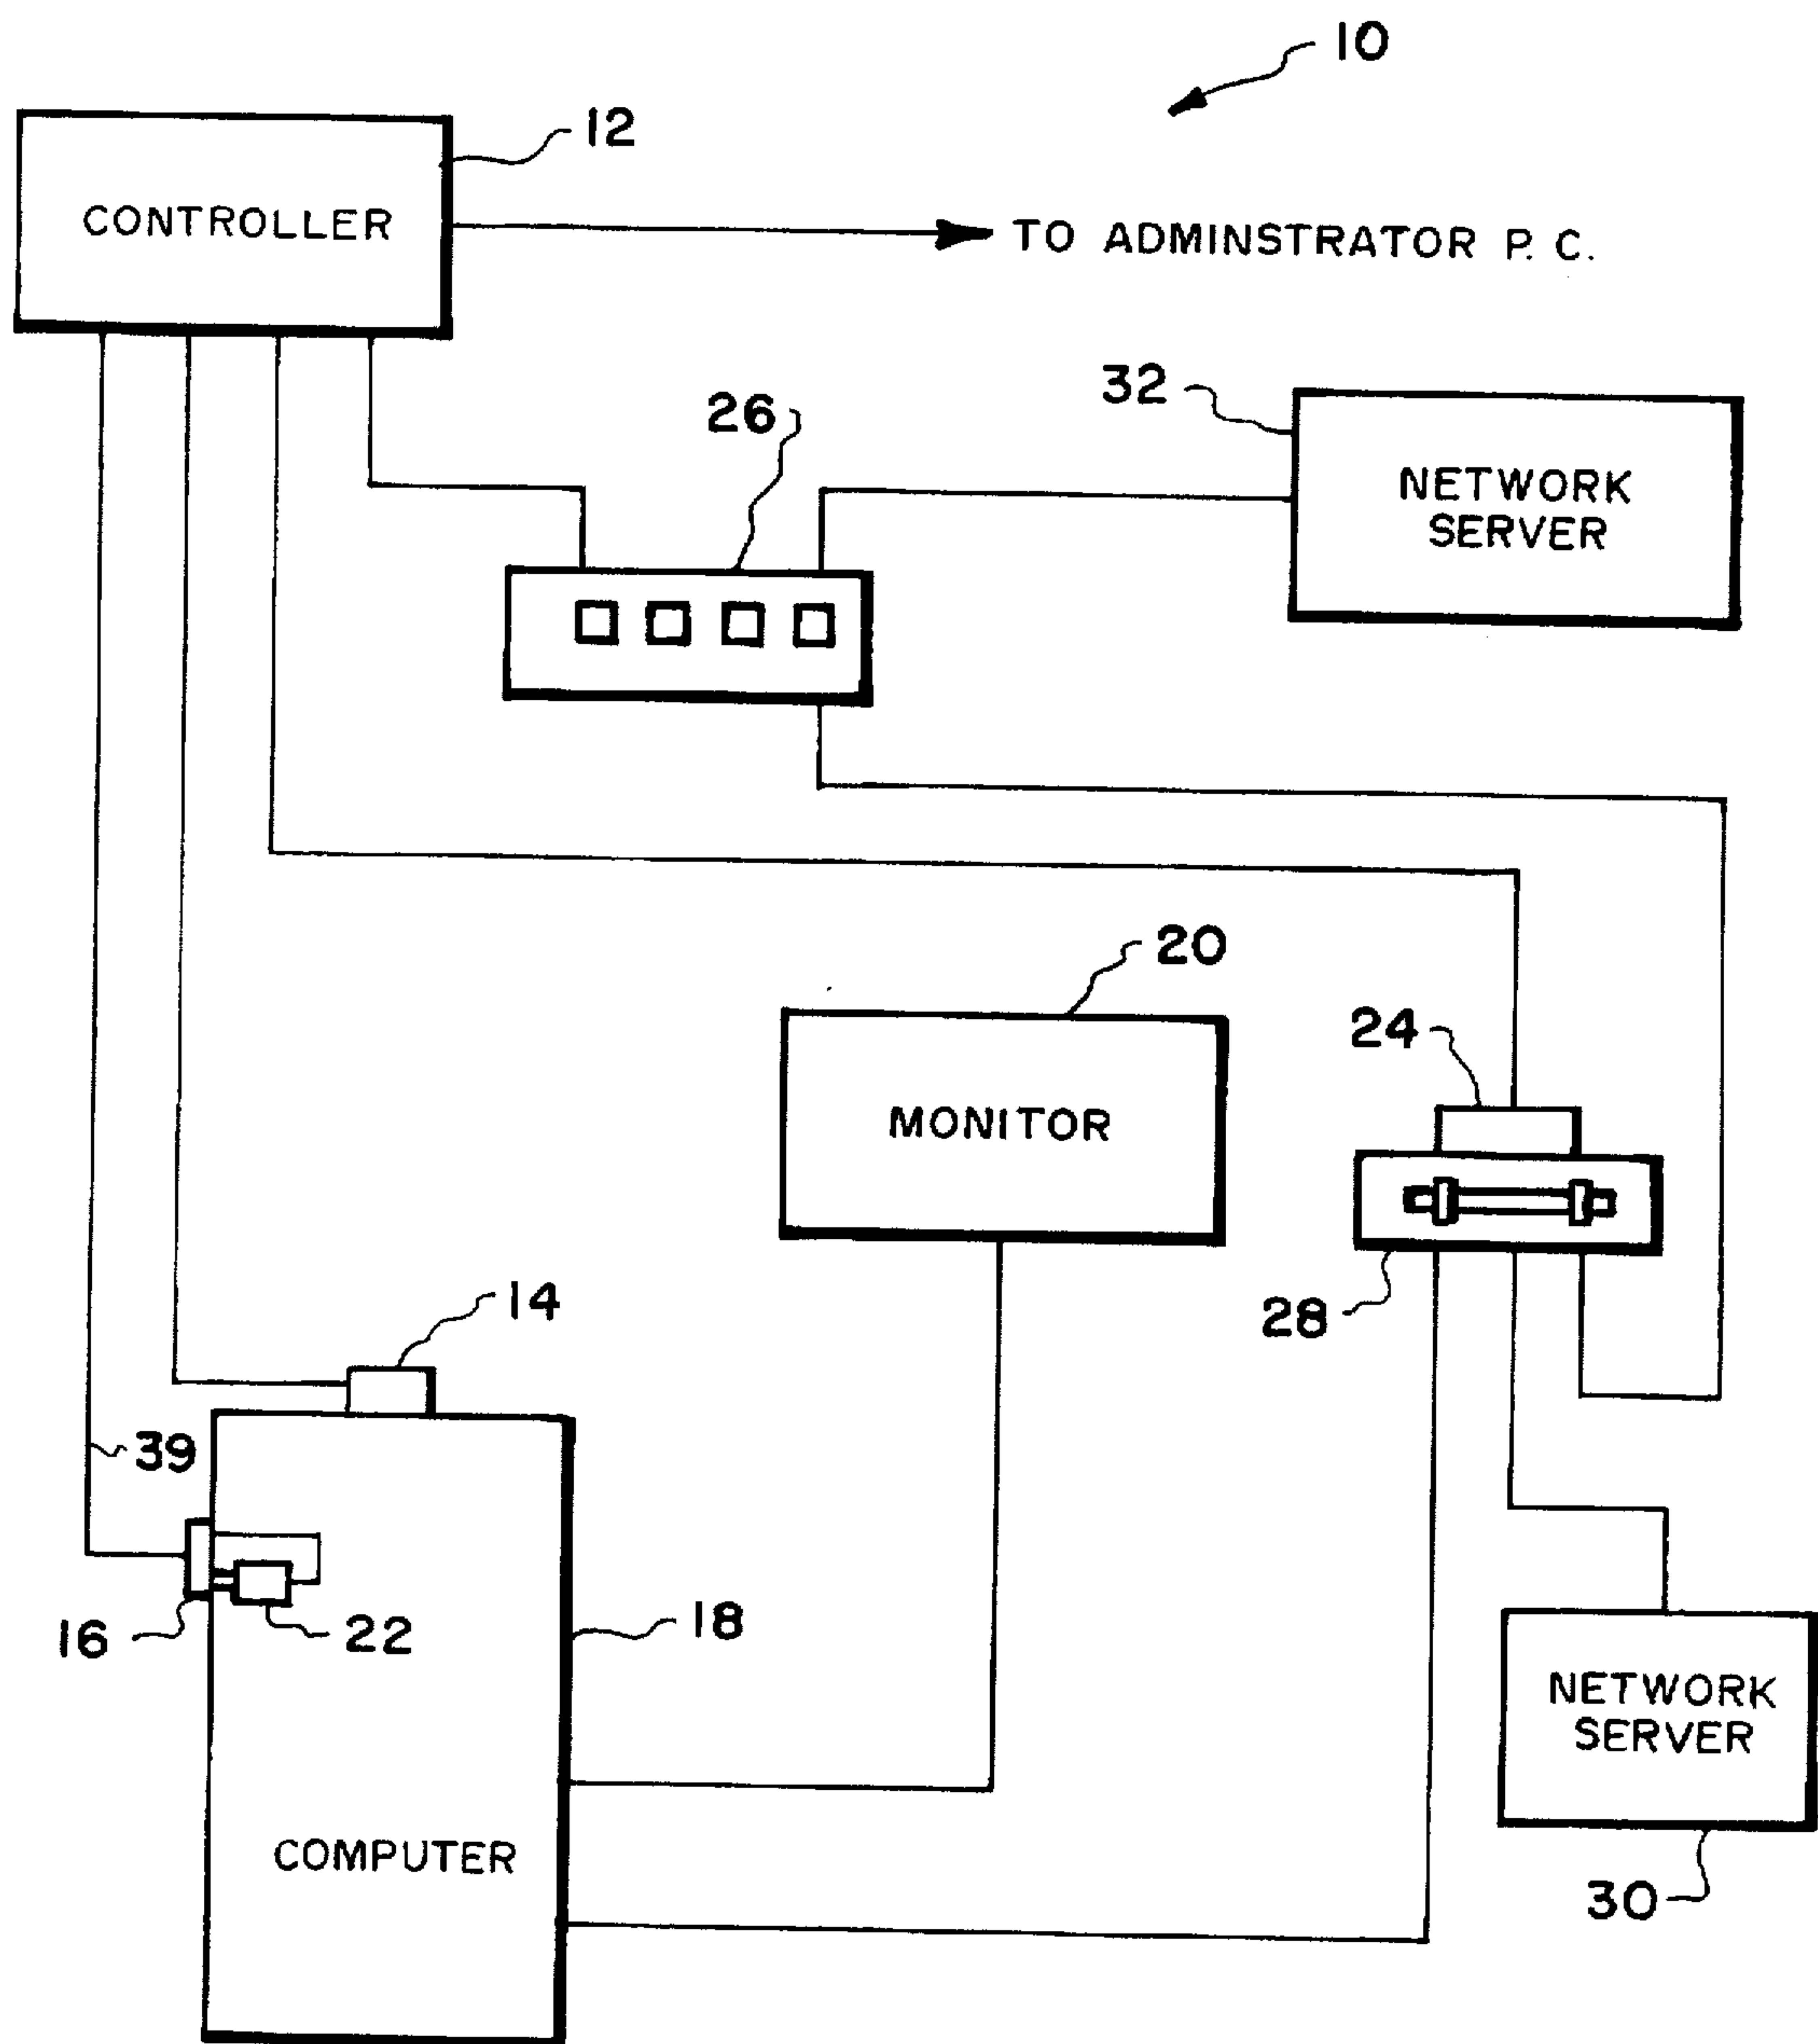 10
12
CONTROLLER
TO ADMINSTRATOR P. C.
32
26
NETWORK
SERVER
20
24
MONITOR
28
14
39
16
22
18
NETWORK
SERVER
COMPUTER
30